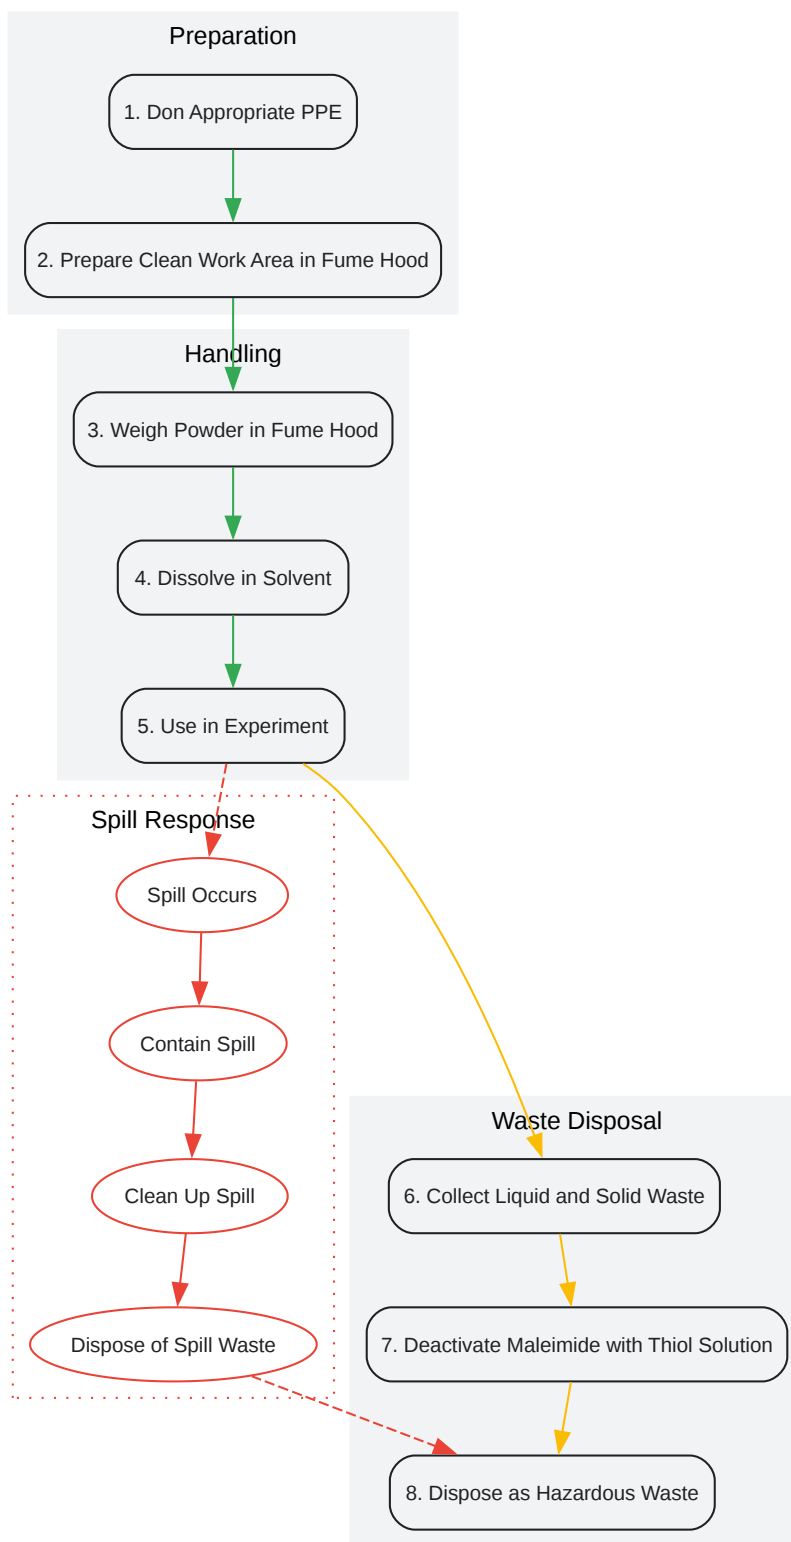 Preparation
1. Don Appropriate PPE
2. Prepare Clean Work Area in Fume Hood
Handling
3. Weigh Powder in Fume Hood
4. Dissolve in Solvent
5. Use in Experiment
Spill Response
Spill Occurs
Contain Spill
Clean Up Spill
Dispose of Spill Waste
Waste Disposal
6. Collect Liquid and Solid Waste
7. Deactivate Maleimide with Thiol Solution
8. Dispose as Hazardous Waste